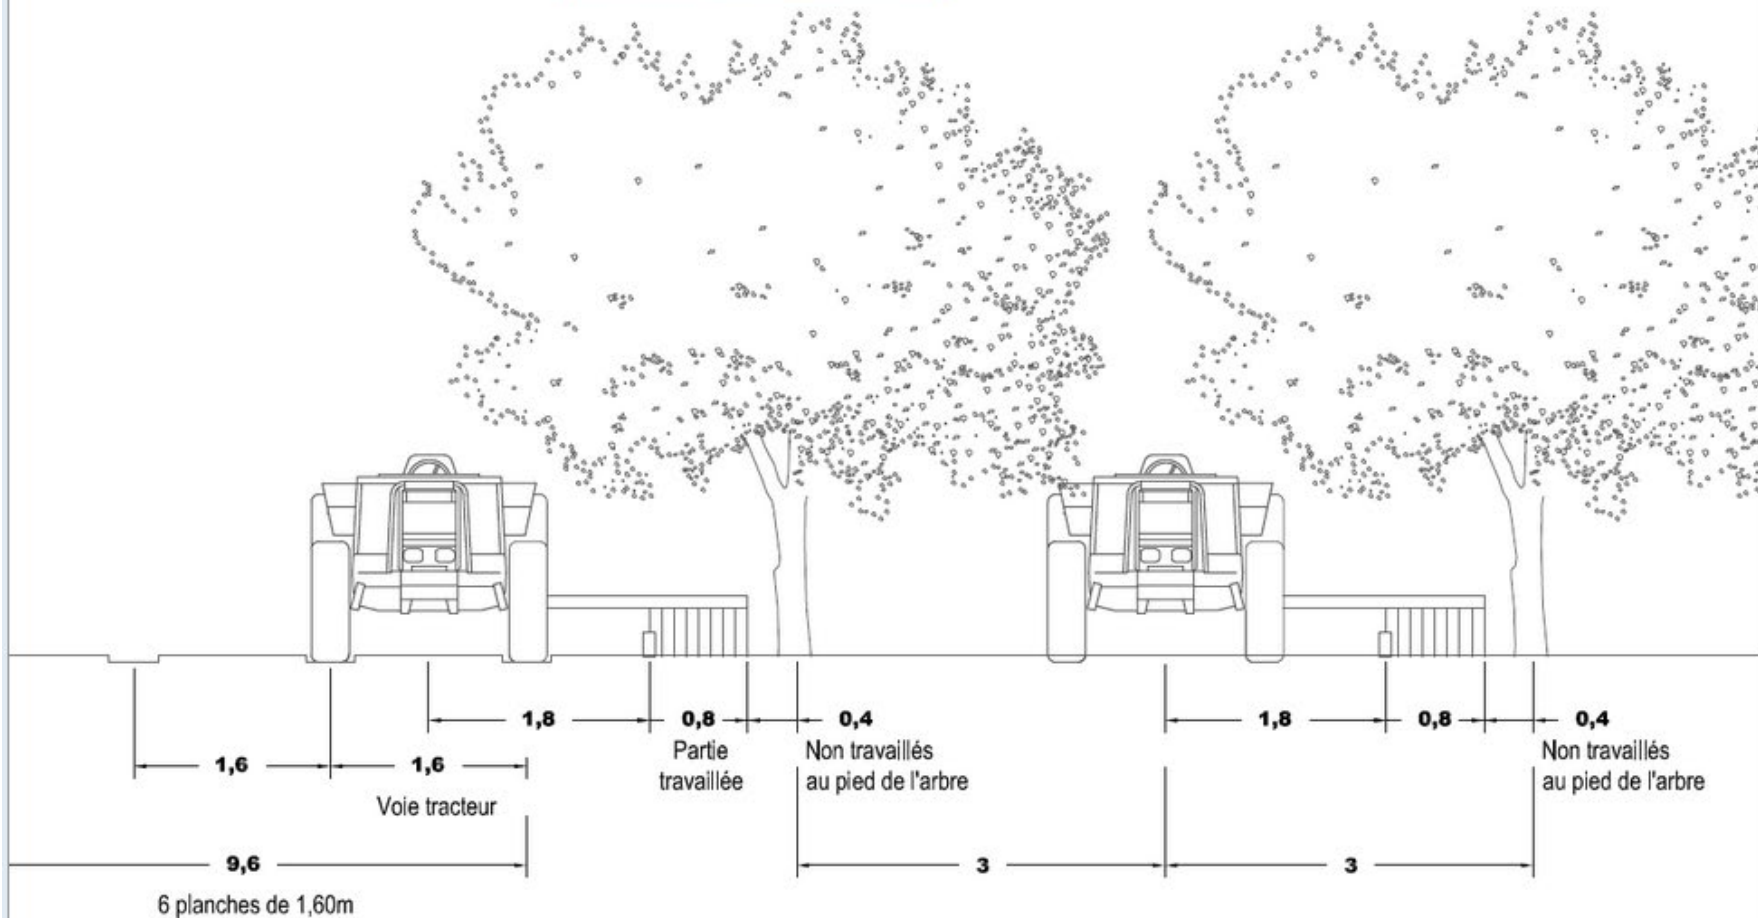 1,8
0,8
0,4
1,8
0,8
0,4
Partie
travaillée
Non travaillés
au pied de l'arbre
Non travaillés
au pied de l'arbre
1,6
1,6
Voie tracteur
9,6
3
3
6 planches de 1,60m